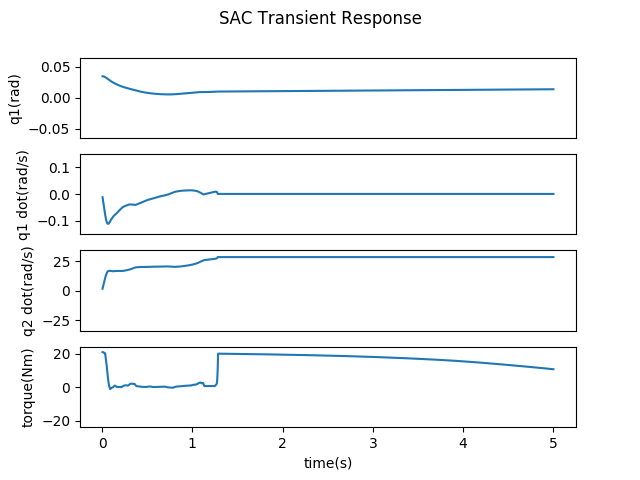 SAC Transient Response
q1(rad)
0.05
0.00
−0.05
q1 dot(rad/s)
0.1
0.0
−0.1
q2 dot(rad/s)
25
0
−25
torque(Nm)
20
0
−20
0 1 2 3 4 5
time(s)